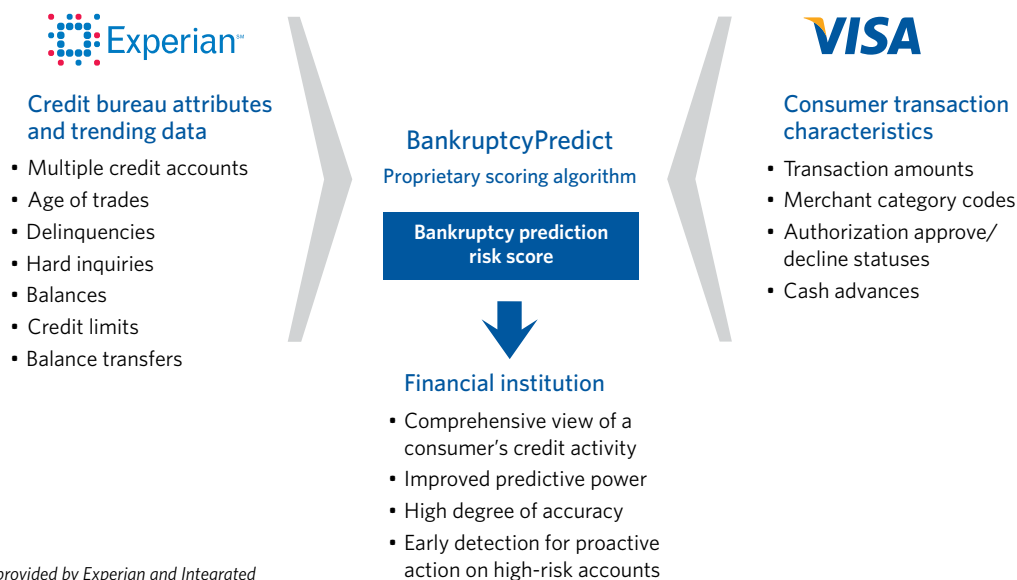 Experian℠
Credit bureau attributes
and trending data
• Multiple credit accounts
• Age of trades
• Delinquencies
• Hard inquiries
• Balances
• Credit limits
• Balance transfers
BankruptcyPredict
Proprietary scoring algorithm
Bankruptcy prediction
risk score
VISA
Consumer transaction
characteristics
• Transaction amounts
• Merchant category codes
• Authorization approve/
decline statuses
• Cash advances
Financial institution
• Comprehensive view of a
consumer’s credit activity
• Improved predictive power
• High degree of accuracy
• Early detection for proactive
action on high-risk accounts
provided by Experian and Integrated